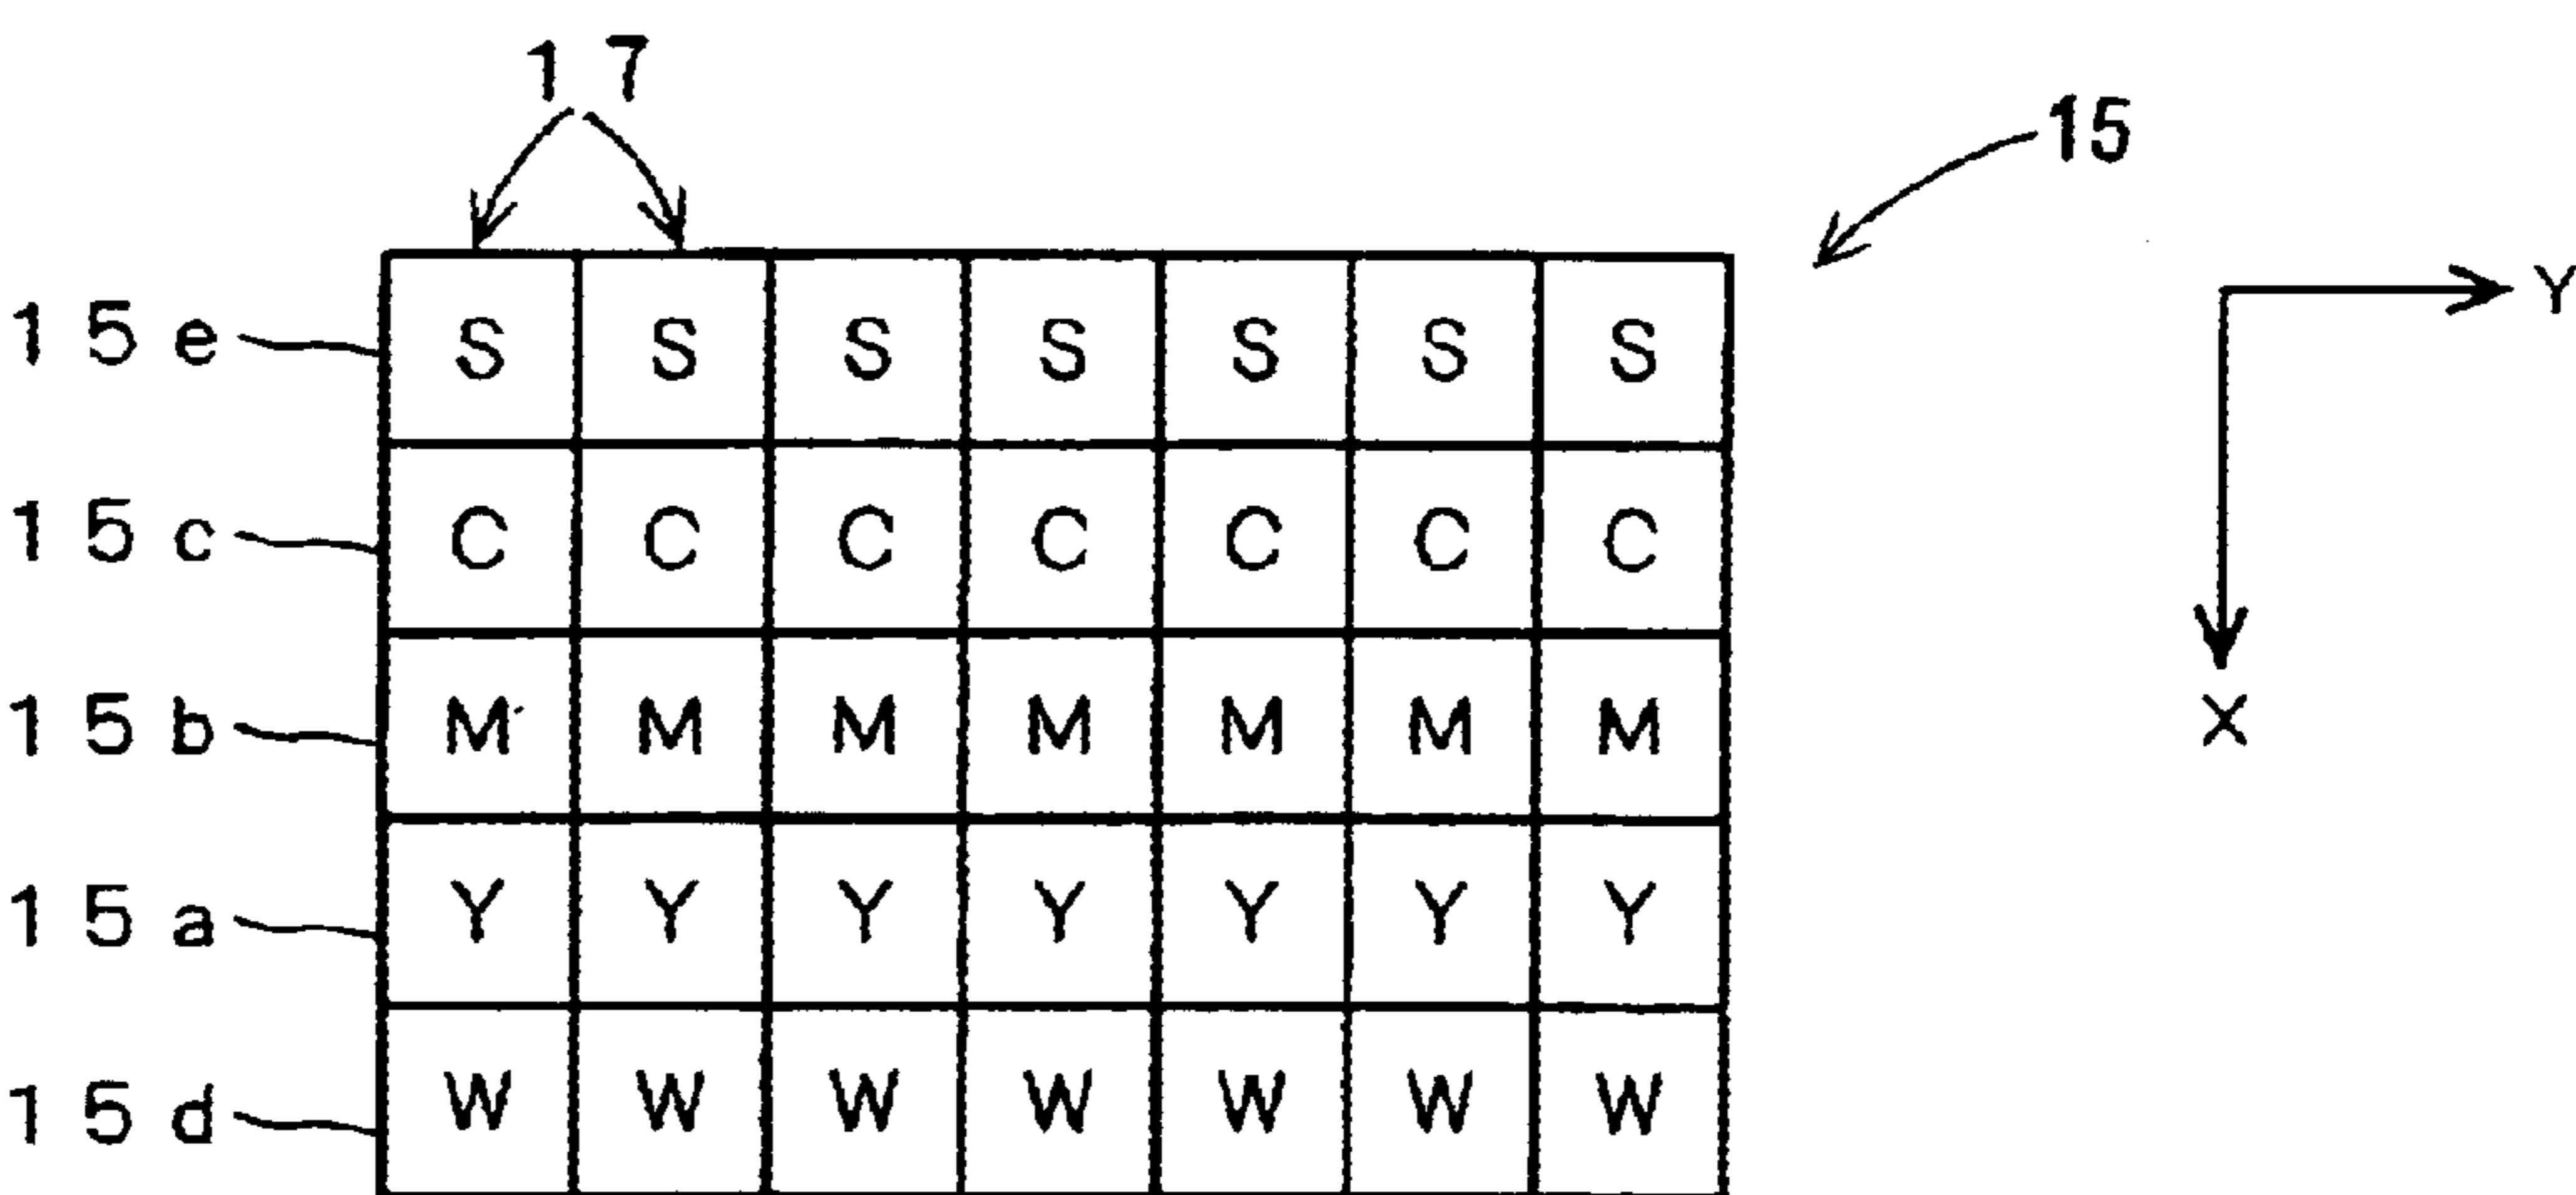 17
15
Y
15e S S S S S S S
15c C C C C C C C
15b M M M M M M M
X
15a Y Y Y Y Y Y Y
15d W W W W W W W